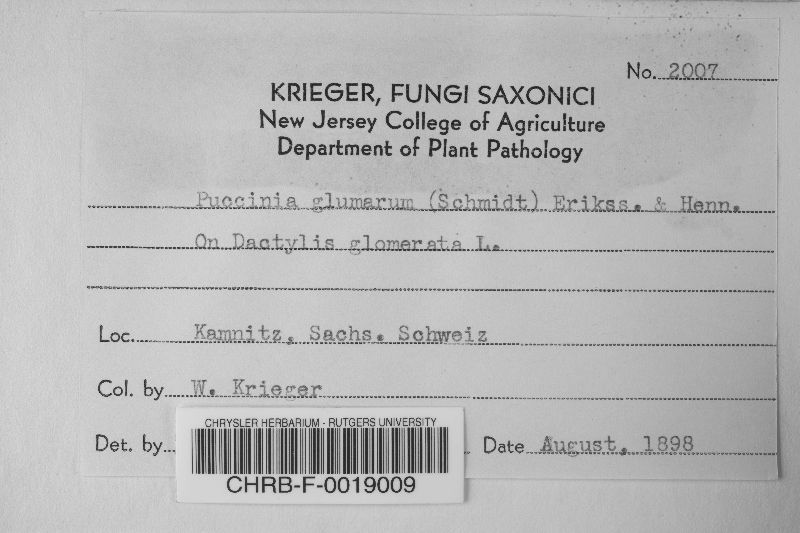 No. 2007
KRIEGER, FUNGI SAXONICI
New Jersey College of Agriculture
Department of Plant Pathology
Puccinia glumarum (Schmidt) Erikss. & Henn.
On Dactylis glomerata L.
Loc. Kamnitz, Sachs. Schweiz
Col. by W. Krieger
Det. by
Date August, 1898
CHRYSLER HERBARIUM - RUTGERS UNIVERSITY
CHRB-F-0019009